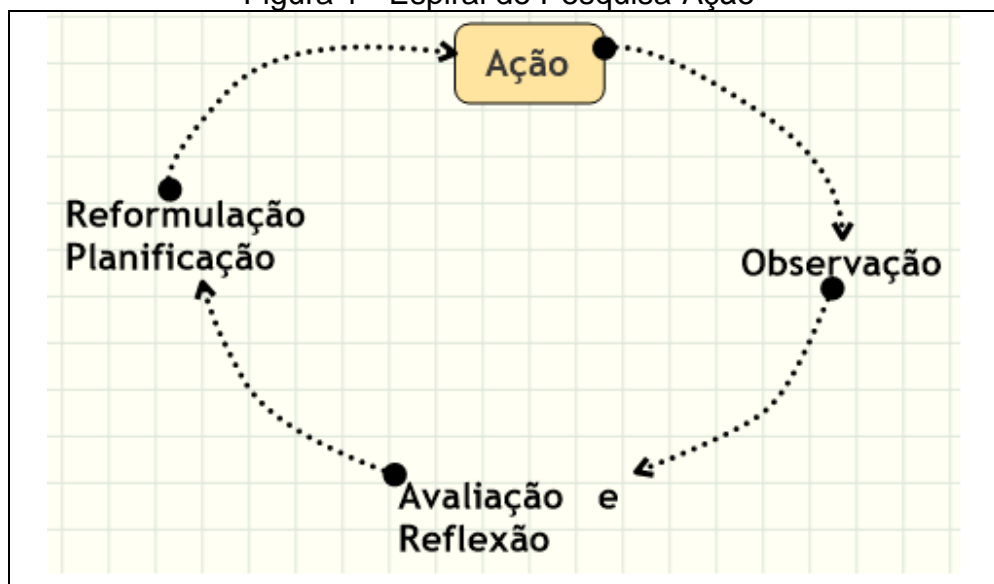 Figura 1 - Espiral de Pesquisa-Ação
Ação
Reformulação
Planificação
Observação
Avaliação e
Reflexão